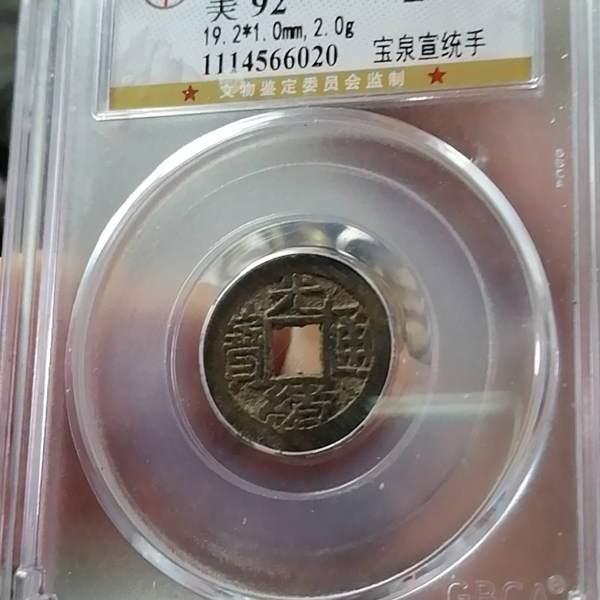 美 92
19.2*1.0mm, 2.0g
1114566020 宝泉宣统手
文物鉴定委员会监制
光
寶 通
緒
GBCA